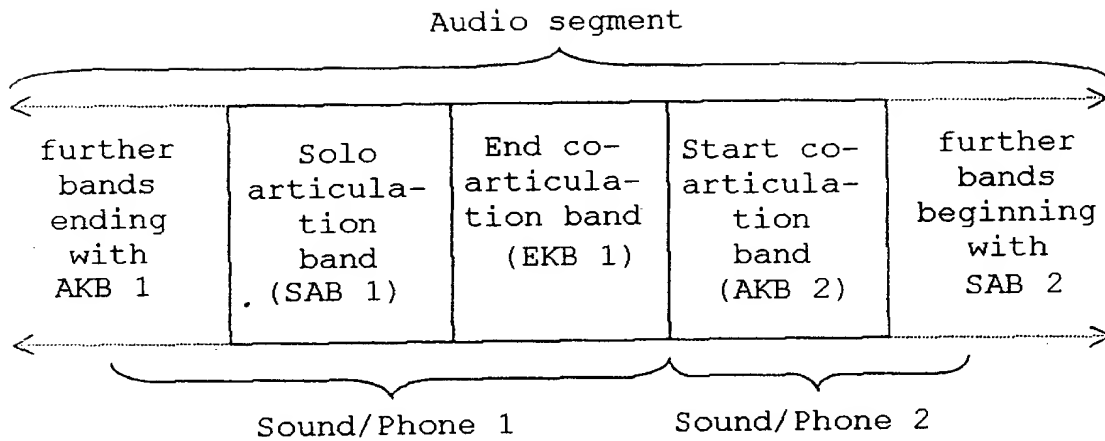 Audio segment
further
bands
ending
with
AKB 1
Solo
articula-
tion
band
(SAB 1)
End co-
articula-
tion band
(EKB 1)
Start co-
articula-
tion
band
(AKB 2)
further
bands
beginning
with
SAB 2
Sound/Phone 1
Sound/Phone 2